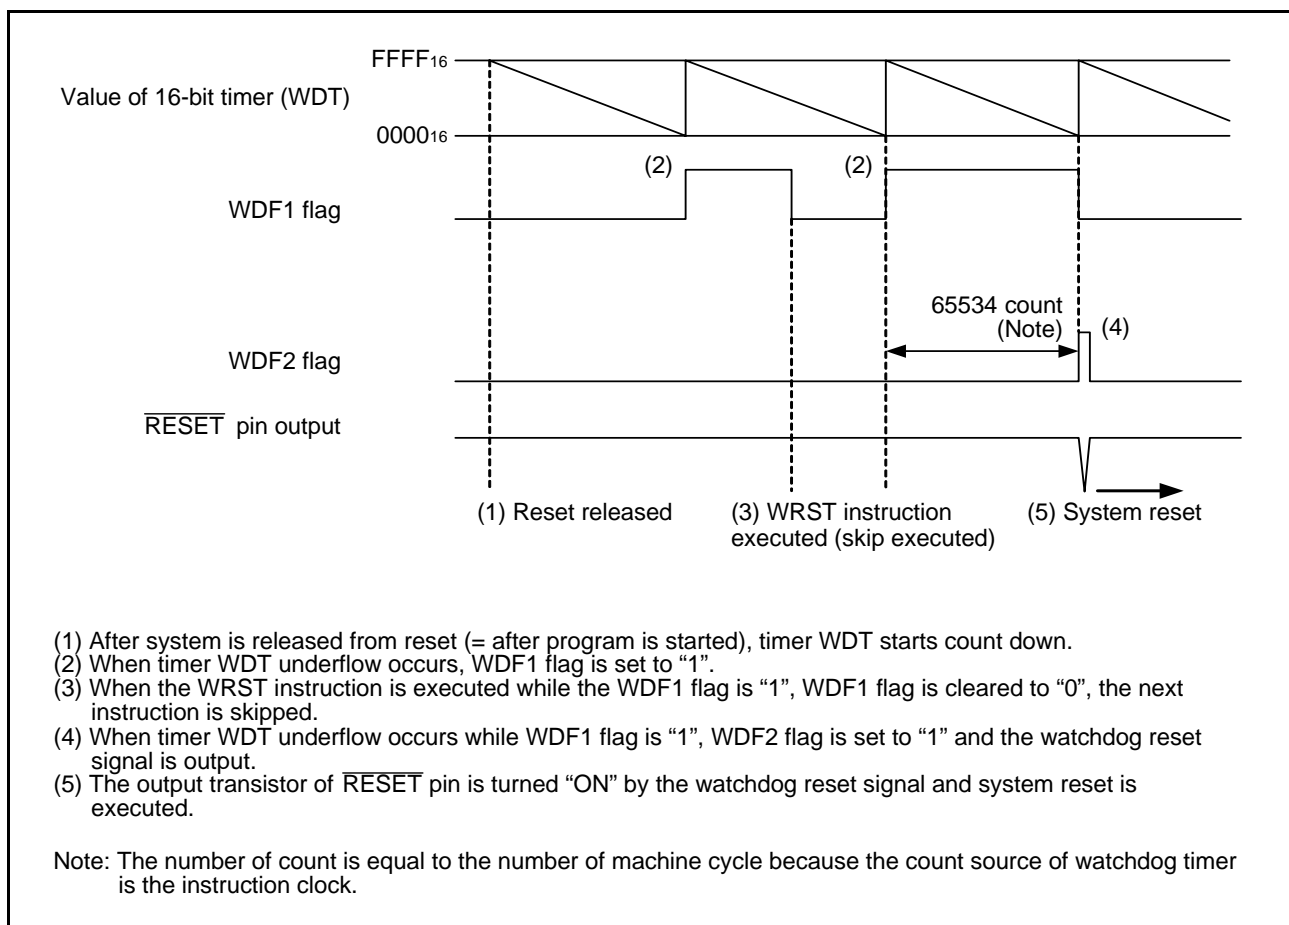 FFFF16
Value of 16-bit timer (WDT)
000016
(2) (2)
WDF1 flag
65534 count
(Note) (4)
WDF2 flag
RESET pin output
(1) Reset released (3) WRST instruction (5) System reset
executed (skip executed)
(1) After system is released from reset (= after program is started), timer WDT starts count down.
(2) When timer WDT underflow occurs, WDF1 flag is set to “1”.
(3) When the WRST instruction is executed while the WDF1 flag is “1”, WDF1 flag is cleared to “0”, the next
instruction is skipped.
(4) When timer WDT underflow occurs while WDF1 flag is “1”, WDF2 flag is set to “1” and the watchdog reset
signal is output.
(5) The output transistor of RESET pin is turned “ON” by the watchdog reset signal and system reset is
executed.
Note: The number of count is equal to the number of machine cycle because the count source of watchdog timer
is the instruction clock.